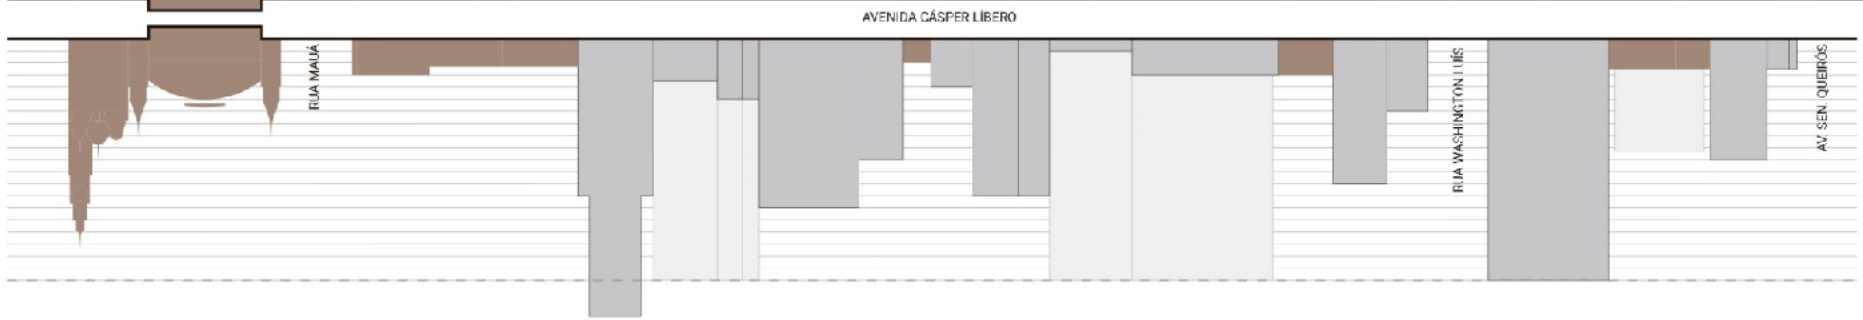 AVENIDA CÁSPER LÍBERO
RUA MAUÁ
RUA WASHINGTON LUÍS
AV. SEN. QUEIRÓS